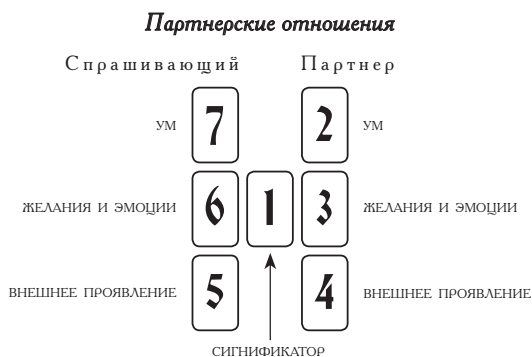 Партнерские отношения
Спрашивающий Партнер
УМ 7 2 УМ
ЖЕЛАНИЯ И ЭМОЦИИ 6 1 3 ЖЕЛАНИЯ И ЭМОЦИИ
ВНЕШНЕЕ ПРОЯВЛЕНИЕ 5 4 ВНЕШНЕЕ ПРОЯВЛЕНИЕ
СИГНИФИКАТОР